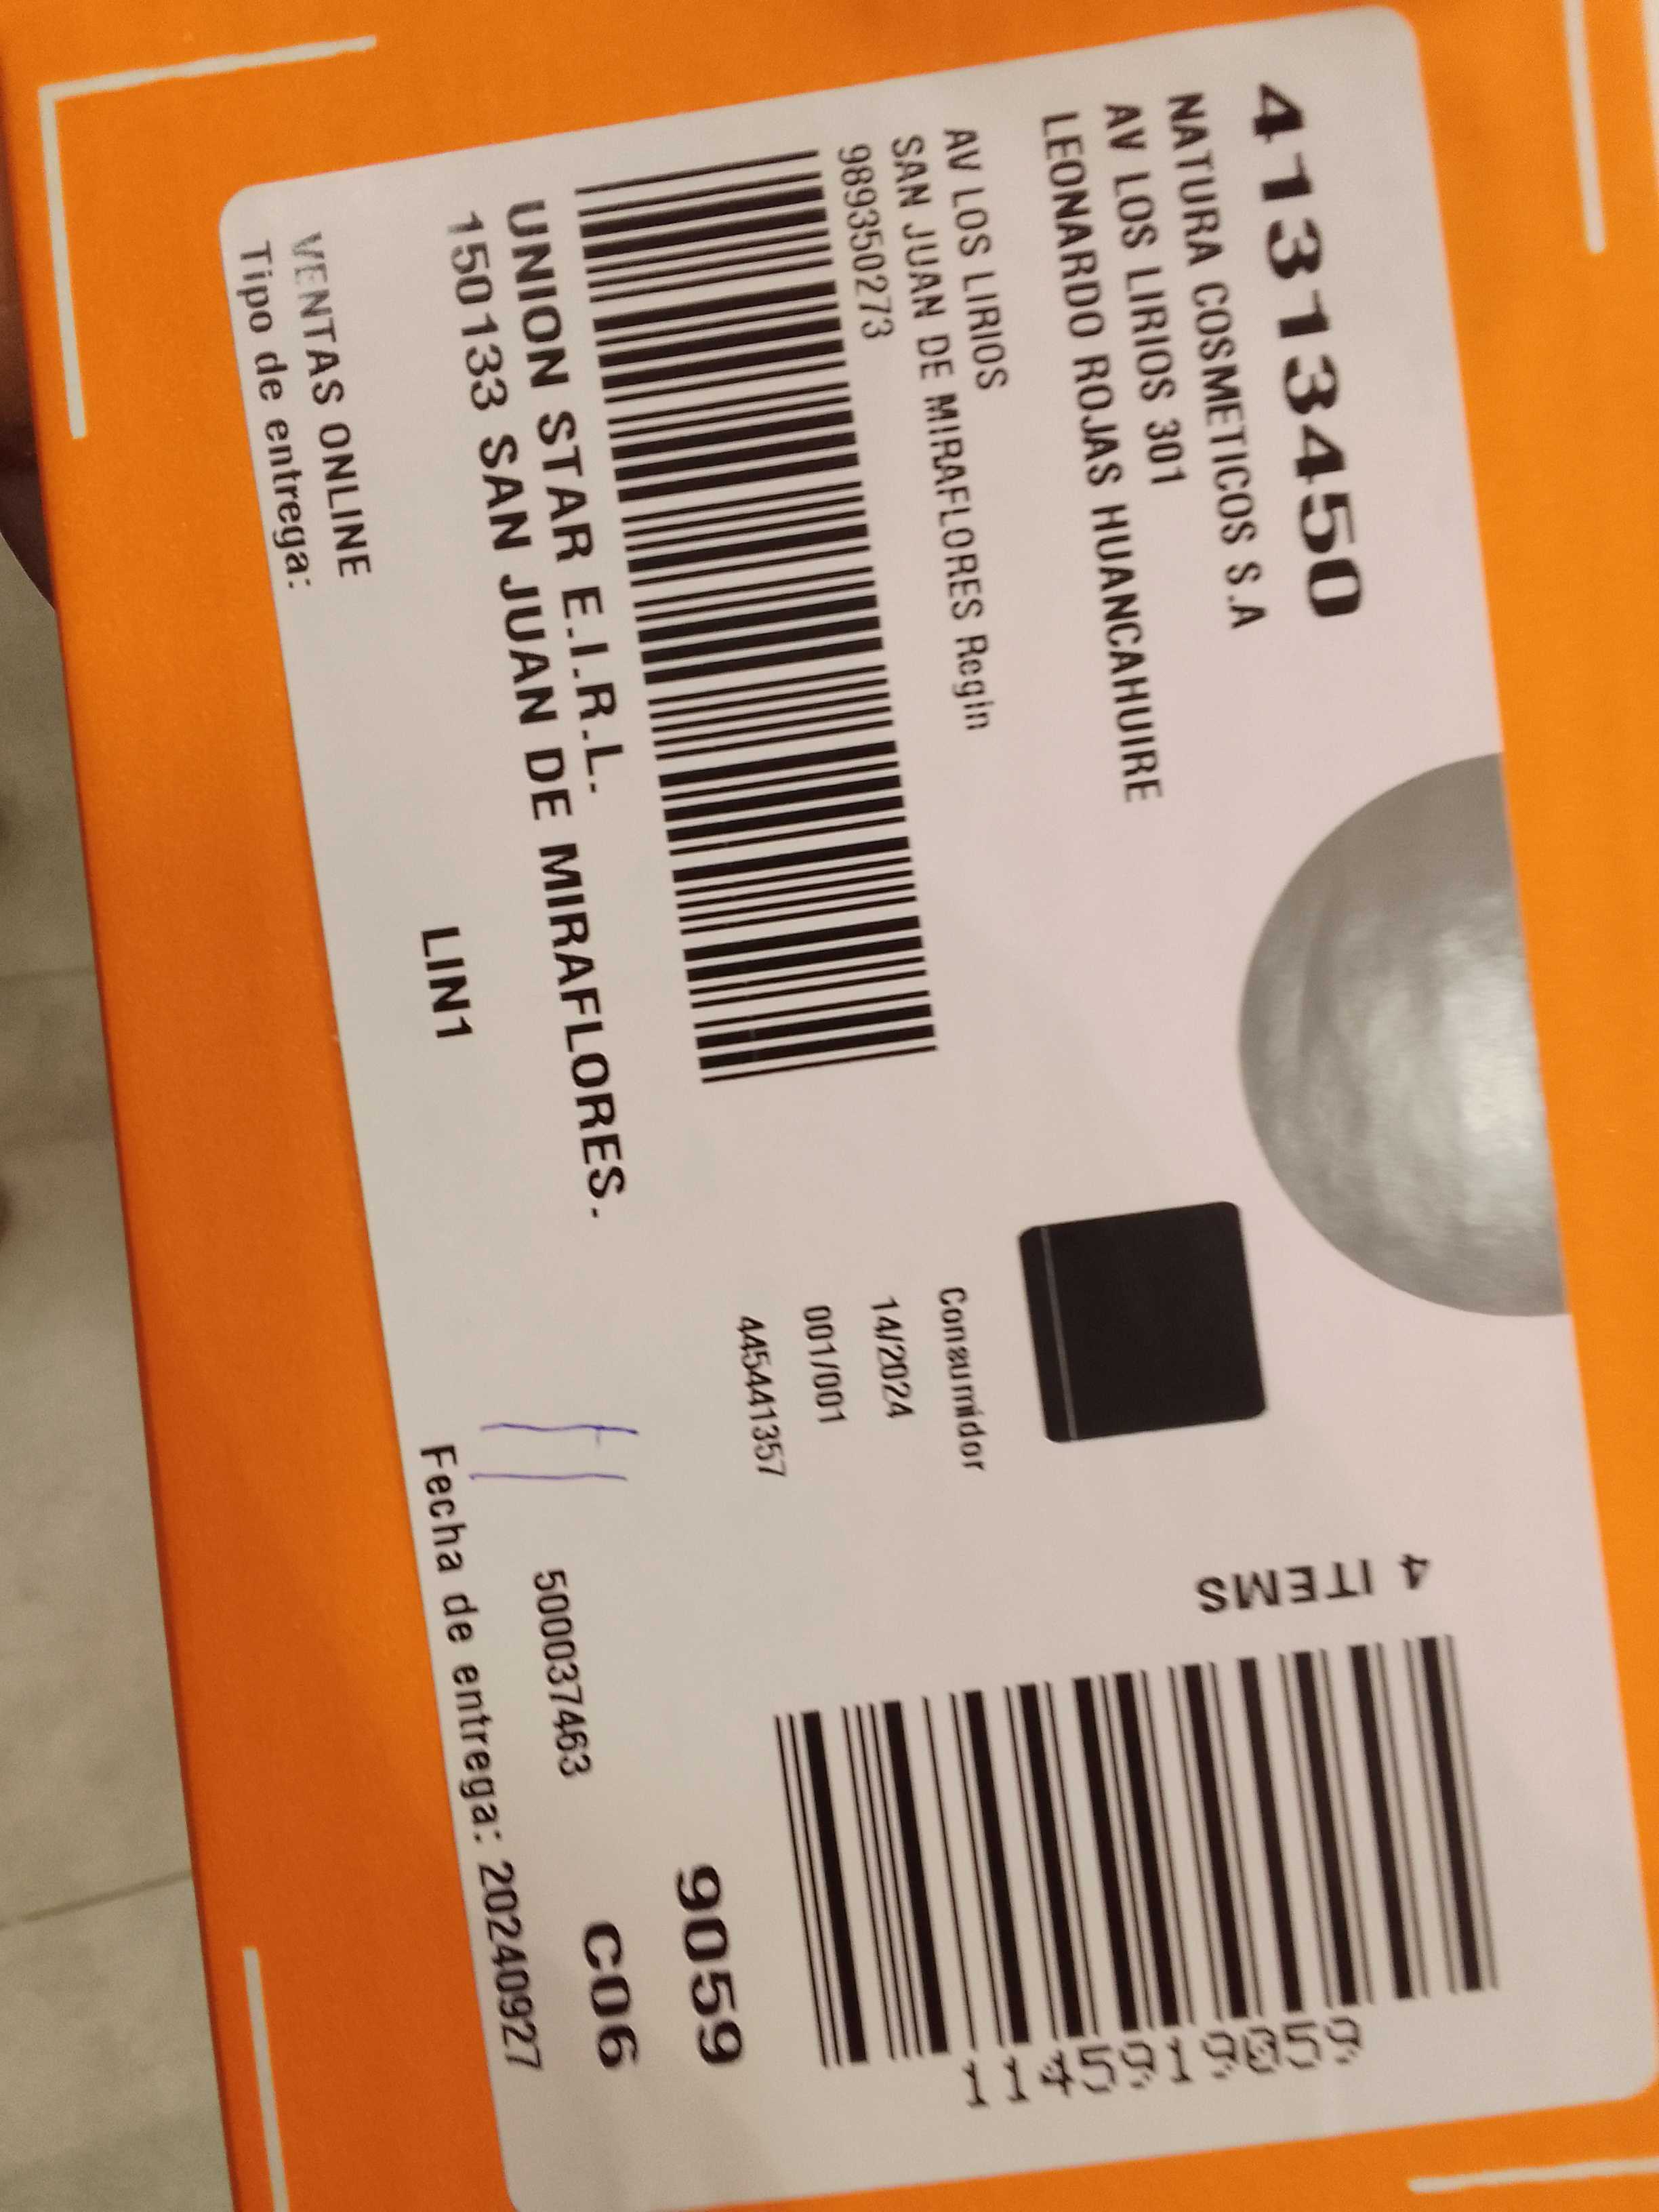 41313450
NATURA COSMETICOS S.A
AV LOS LIRIOS 301
LEONARDO ROJAS HUANCAHUIRE
AV LOS LIRIOS
SAN JUAN DE MIRAFLORES Regin
989350273
Consumidor
14/2024
001/001
445441357
4 ITEMS
1145919059
9059
UNION STAR E.I.R.L.
150133 SAN JUAN DE MIRAFLORES.
LIN1
500037463
C06
VENTAS ONLINE
Tipo de entrega:
Fecha de entrega: 20240927